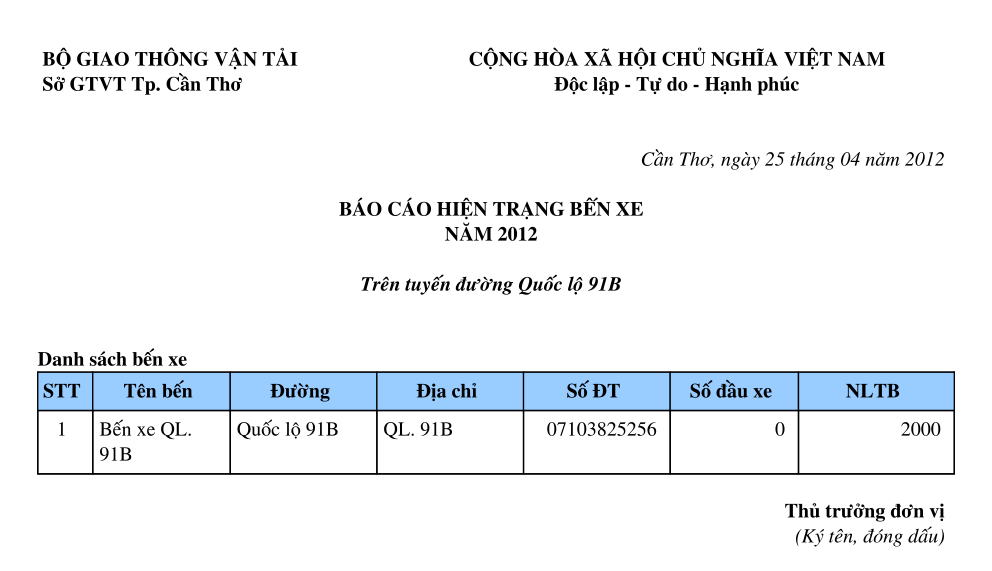 BỘ GIAO THÔNG VẬN TẢI
Sở GTVT Tp. Cần Thơ
CỘNG HÒA XÃ HỘI CHỦ NGHĨA VIỆT NAM
Độc lập - Tự do - Hạnh phúc
Cần Thơ, ngày 25 tháng 04 năm 2012
BÁO CÁO HIỆN TRẠNG BẾN XE
NĂM 2012
Trên tuyến đường Quốc lộ 91B
Danh sách bến xe
STT Tên bến Đường Địa chỉ Số ĐT Số đầu xe NLTB
1 Bến xe QL. Quốc lộ 91B QL. 91B 07103825256 0 2000
91B
Thủ trưởng đơn vị
(Ký tên, đóng dấu)